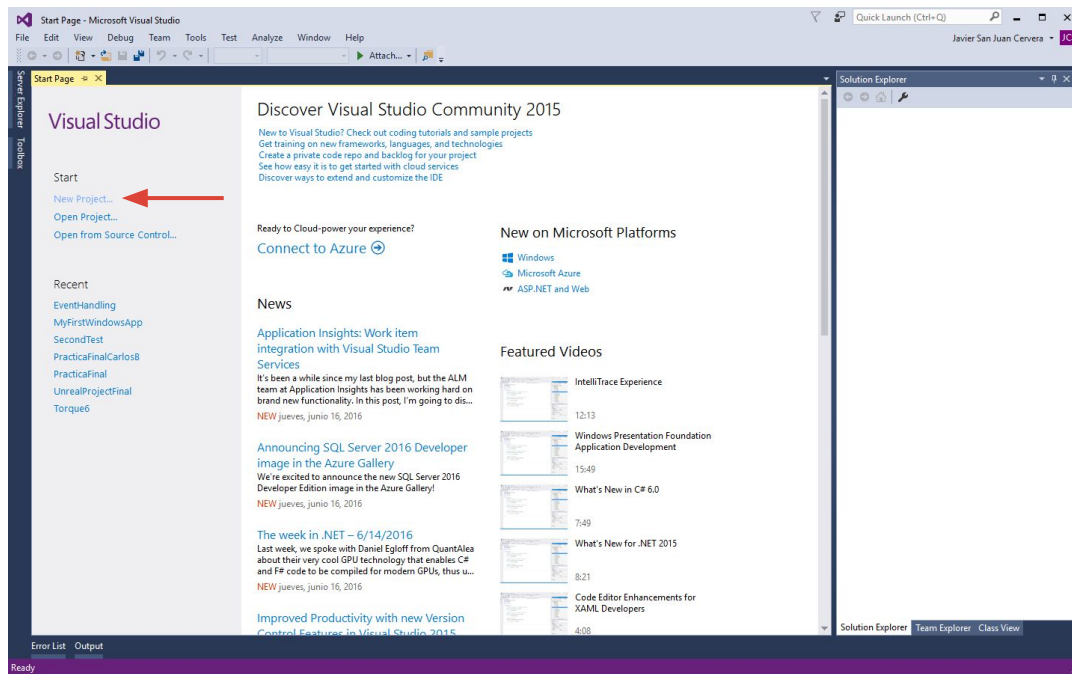 Start Page - Microsoft Visual Studio
Quick Launch (Ctrl+Q)
File Edit View Debug Team Tools Test Analyze Window Help
Javier San Juan Cervera
JC
Attach...
Server Explorer
Toolbox
Start Page
Visual Studio
Start
New Project...
Open Project...
Open from Source Control...
Recent
EventHandling
MyFirstWindowsApp
SecondTest
PracticaFinalCarlosB
PracticaFinal
UnrealProjectFinal
Torque6
Discover Visual Studio Community 2015
New to Visual Studio? Check out coding tutorials and sample projects
Get training on new frameworks, languages, and technologies
Create a private code repo and backlog for your project
See how easy it is to get started with cloud services
Discover ways to extend and customize the IDE
Ready to Cloud-power your experience?
Connect to Azure
News
Application Insights: Work item
integration with Visual Studio Team
Services
It's been a while since my last blog post, but the ALM
team at Application Insights has been working hard on
brand new functionality. In this post, I'm going to dis...
NEW jueves, junio 16, 2016
Announcing SQL Server 2016 Developer
image in the Azure Gallery
We're excited to announce the new SQL Server 2016
Developer Edition image in the Azure Gallery!
NEW jueves, junio 16, 2016
The week in .NET – 6/14/2016
Last week, we spoke with Daniel Egloff from QuantAlea
about their very cool GPU technology that enables C#
and F# code to be compiled for modern GPUs, thus u...
NEW jueves, junio 16, 2016
Improved Productivity with new Version
Control Features in Visual Studio 2015
New on Microsoft Platforms
Windows
Microsoft Azure
ASP.NET and Web
Featured Videos
IntelliTrace Experience
12:13
Windows Presentation Foundation
Application Development
15:49
What's New in C# 6.0
7:49
What's New for .NET 2015
8:21
Code Editor Enhancements for
XAML Developers
4:08
Solution Explorer
Solution Explorer Team Explorer Class View
Error List Output
Ready